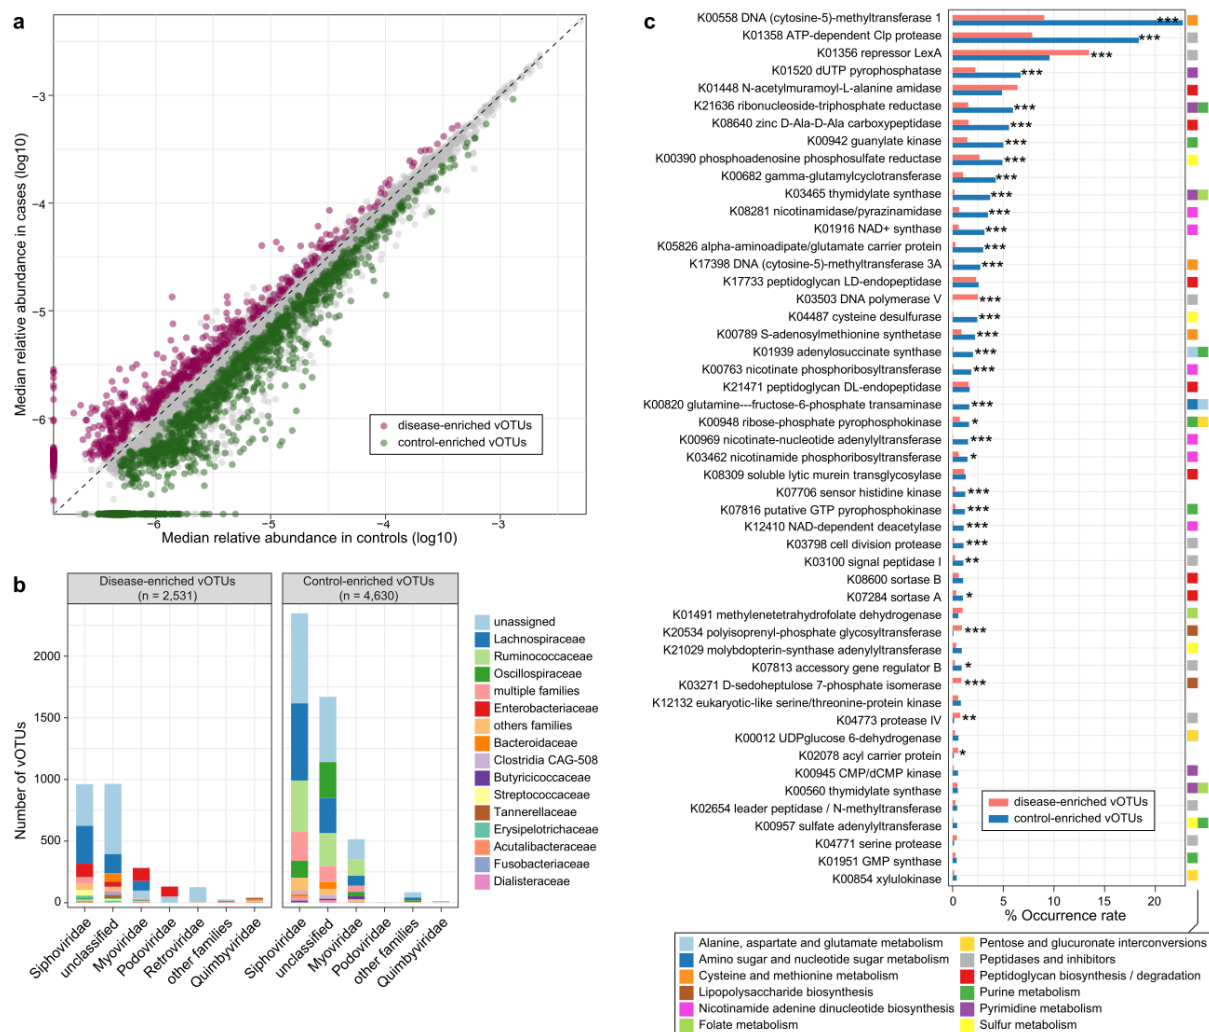 a
Median relative abundance in cases (log10)
−3
−4
−5
−6
disease-enriched vOTUs
control-enriched vOTUs
−6
−5
−4
−3
Median relative abundance in controls (log10)
b
Disease-enriched vOTUs
(n = 2,531)
Control-enriched vOTUs
(n = 4,630)
Number of vOTUs
2000
1500
1000
500
0
Siphoviridae
unclassified
Myoviridae
Podoviridae
Retroviridae
other families
Quimbyviridae
Siphoviridae
unclassified
Myoviridae
Podoviridae
other families
Quimbyviridae
unassigned
Lachnospiraceae
Ruminococcaceae
Oscillospiraceae
multiple families
Enterobacteriaceae
others families
Bacteroidaceae
Clostridia CAG-508
Butyricicoccaceae
Streptococcaceae
Tannerellaceae
Erysipelotrichaceae
Acutalibacteraceae
Fusobacteriaceae
Dialisteraceae
c
K00558 DNA (cytosine-5)-methyltransferase 1 ***
K01358 ATP-dependent Clp protease ***
K01356 repressor LexA ***
K01520 dUTP pyrophosphatase ***
K01448 N-acetylmuramoyl-L-alanine amidase
K21636 ribonucleoside-triphosphate reductase ***
K08640 zinc D-Ala-D-Ala carboxypeptidase ***
K00942 guanylate kinase ***
K00390 phosphoadenosine phosphosulfate reductase ***
K00682 gamma-glutamylcyclotransferase ***
K03465 thymidylate synthase ***
K08281 nicotinamidase/pyrazinamidase ***
K01916 NAD+ synthase ***
K05826 alpha-aminoadipate/glutamate carrier protein ***
K17398 DNA (cytosine-5)-methyltransferase 3A ***
K17733 peptidoglycan LD-endopeptidase
K03503 DNA polymerase V ***
K04487 cysteine desulfurase ***
K00789 S-adenosylmethionine synthetase ***
K01939 adenylosuccinate synthase ***
K00763 nicotinate phosphoribosyltransferase ***
K21471 peptidoglycan DL-endopeptidase
K00820 glutamine---fructose-6-phosphate transaminase ***
K00948 ribose-phosphate pyrophosphokinase *
K00969 nicotinate-nucleotide adenylyltransferase ***
K03462 nicotinamide phosphoribosyltransferase *
K08309 soluble lytic murein transglycosylase
K07706 sensor histidine kinase ***
K07816 putative GTP pyrophosphokinase ***
K12410 NAD-dependent deacetylase ***
K03798 cell division protease ***
K03100 signal peptidase I **
K08600 sortase B
K07284 sortase A *
K01491 methylenetetrahydrofolate dehydrogenase
K20534 polyisoprenyl-phosphate glycosyltransferase ***
K21029 molybdopterin-synthase adenylyltransferase
K07813 accessory gene regulator B *
K03271 D-sedoheptulose 7-phosphate isomerase ***
K12132 eukaryotic-like serine/threonine-protein kinase
K04773 protease IV **
K00012 UDPglucose 6-dehydrogenase
K02078 acyl carrier protein *
K00945 CMP/dCMP kinase
K00560 thymidylate synthase
K02654 leader peptidase / N-methyltransferase
K00957 sulfate adenylyltransferase
K04771 serine protease
K01951 GMP synthase
K00854 xylulokinase
disease-enriched vOTUs
control-enriched vOTUs
0
5
10
15
20
% Occurrence rate
Alanine, aspartate and glutamate metabolism
Amino sugar and nucleotide sugar metabolism
Cysteine and methionine metabolism
Lipopolysaccharide biosynthesis
Nicotinamide adenine dinucleotide biosynthesis
Folate metabolism
Pentose and glucuronate interconversions
Peptidases and inhibitors
Peptidoglycan biosynthesis / degradation
Purine metabolism
Pyrimidine metabolism
Sulfur metabolism